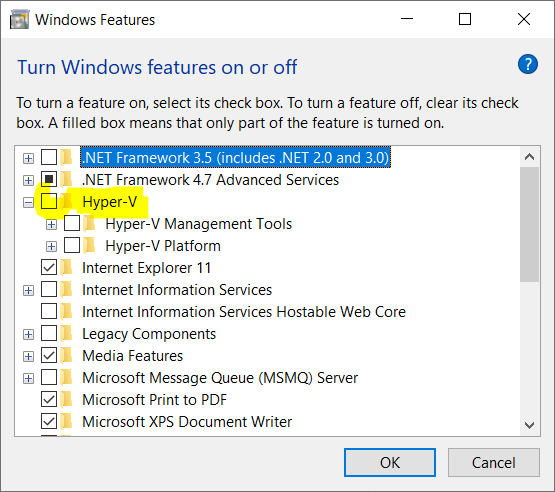 Windows Features
Turn Windows features on or off
To turn a feature on, select its check box. To turn a feature off, clear its check
box. A filled box means that only part of the feature is turned on.
.NET Framework 3.5 (includes .NET 2.0 and 3.0)
.NET Framework 4.7 Advanced Services
Hyper-V
Hyper-V Management Tools
Hyper-V Platform
Internet Explorer 11
Internet Information Services
Internet Information Services Hostable Web Core
Legacy Components
Media Features
Microsoft Message Queue (MSMQ) Server
Microsoft Print to PDF
Microsoft XPS Document Writer
OK
Cancel